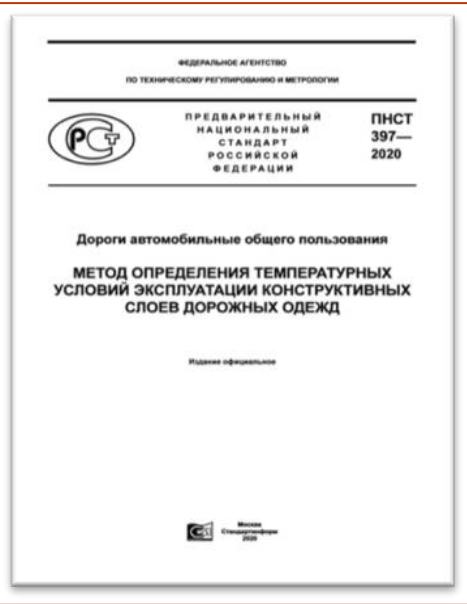 ФЕДЕРАЛЬНОЕ АГЕНТСТВО
ПО ТЕХНИЧЕСКОМУ РЕГУЛИРОВАНИЮ И МЕТРОЛОГИИ
ПРЕДВАРИТЕЛЬНЫЙ
НАЦИОНАЛЬНЫЙ
СТАНДАРТ
РОССИЙСКОЙ
ФЕДЕРАЦИИ
ПНСТ
397—
2020
Дороги автомобильные общего пользования
МЕТОД ОПРЕДЕЛЕНИЯ ТЕМПЕРАТУРНЫХ
УСЛОВИЙ ЭКСПЛУАТАЦИИ КОНСТРУКТИВНЫХ
СЛОЕВ ДОРОЖНЫХ ОДЕЖД
Издание официальное
Москва
Стандартинформ
2020